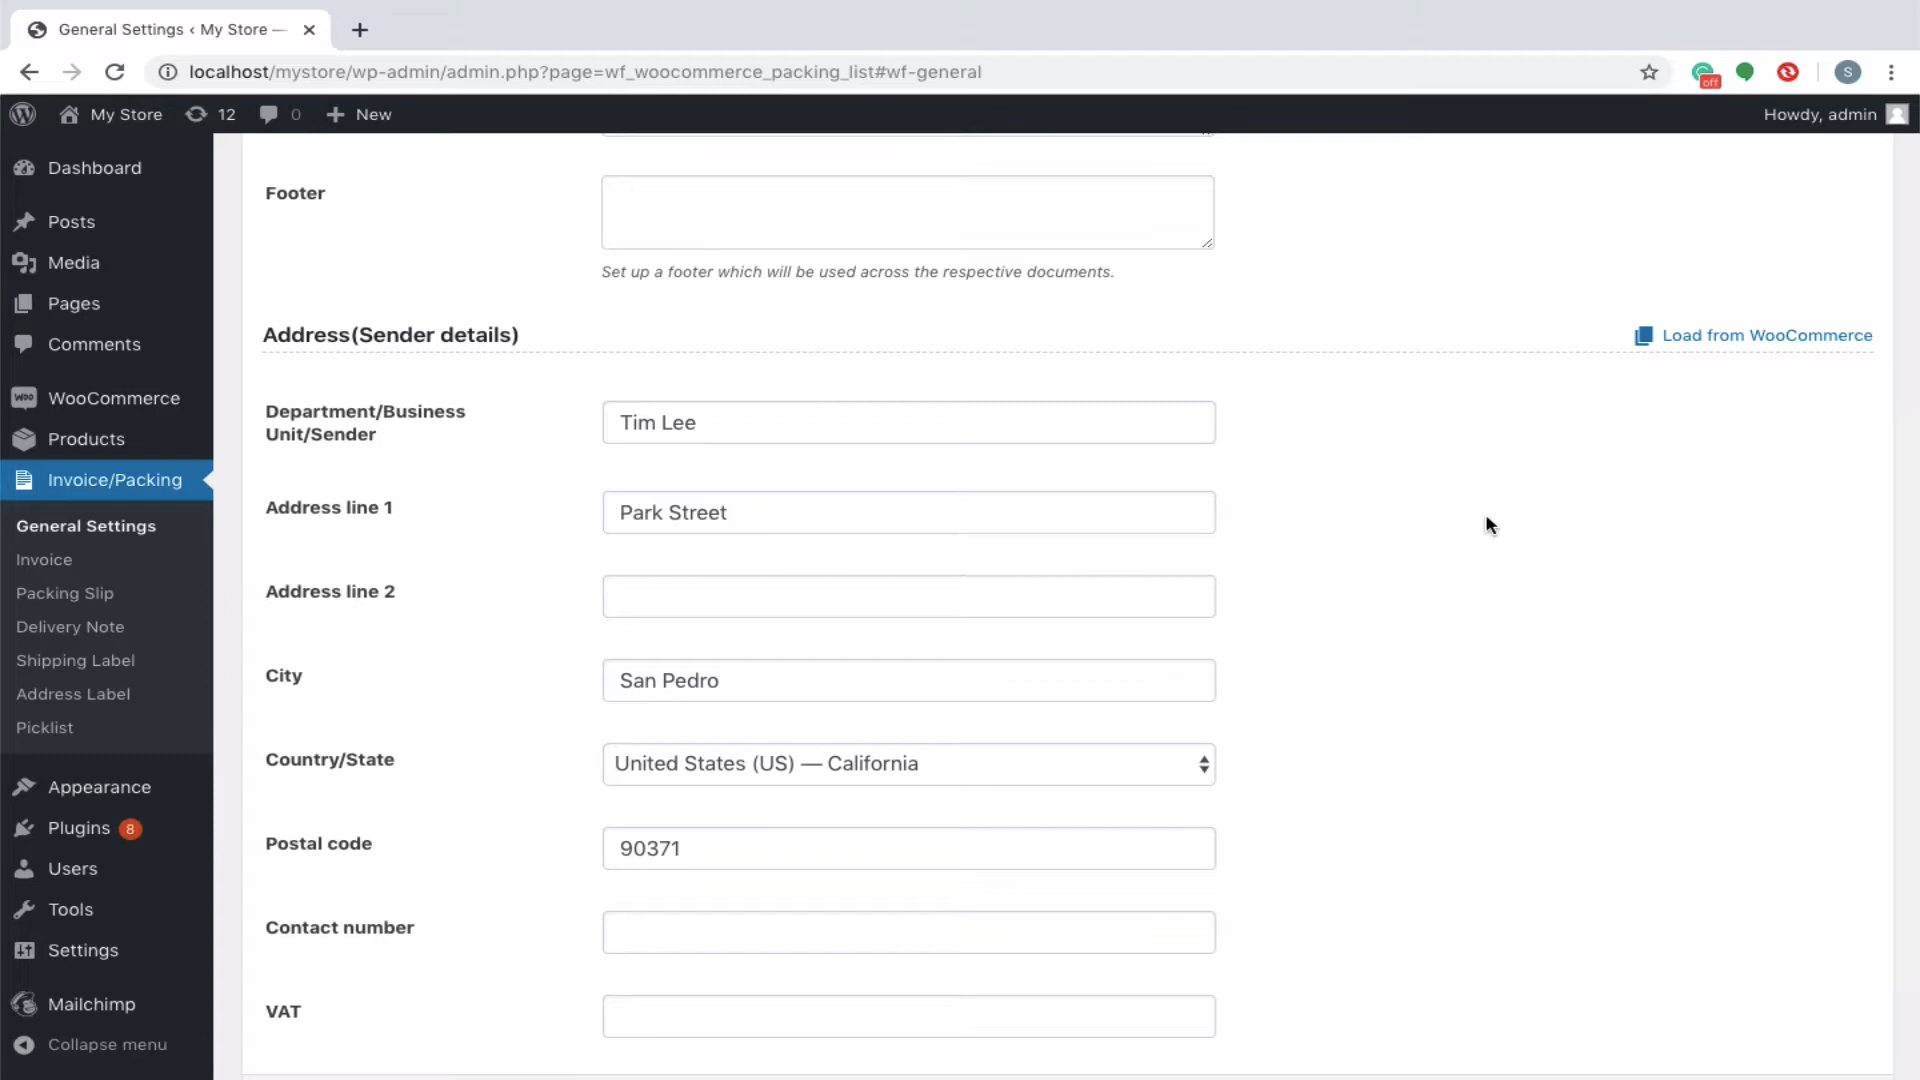 General Settings ‹ My Store —
localhost/mystore/wp-admin/admin.php?page=wf_woocommerce_packing_list#wf-general
off
S
My Store
12
0
New
Howdy, admin
Dashboard
Posts
Media
Pages
Comments
WOO
WooCommerce
Products
Invoice/Packing
General Settings
Invoice
Packing Slip
Delivery Note
Shipping Label
Address Label
Picklist
Appearance
Plugins 8
Users
Tools
Settings
Mailchimp
Collapse menu
Footer
Set up a footer which will be used across the respective documents.
Address(Sender details)
Load from WooCommerce
Department/Business
Unit/Sender
Tim Lee
Address line 1
Park Street
Address line 2
City
San Pedro
Country/State
United States (US) — California
Postal code
90371
Contact number
VAT